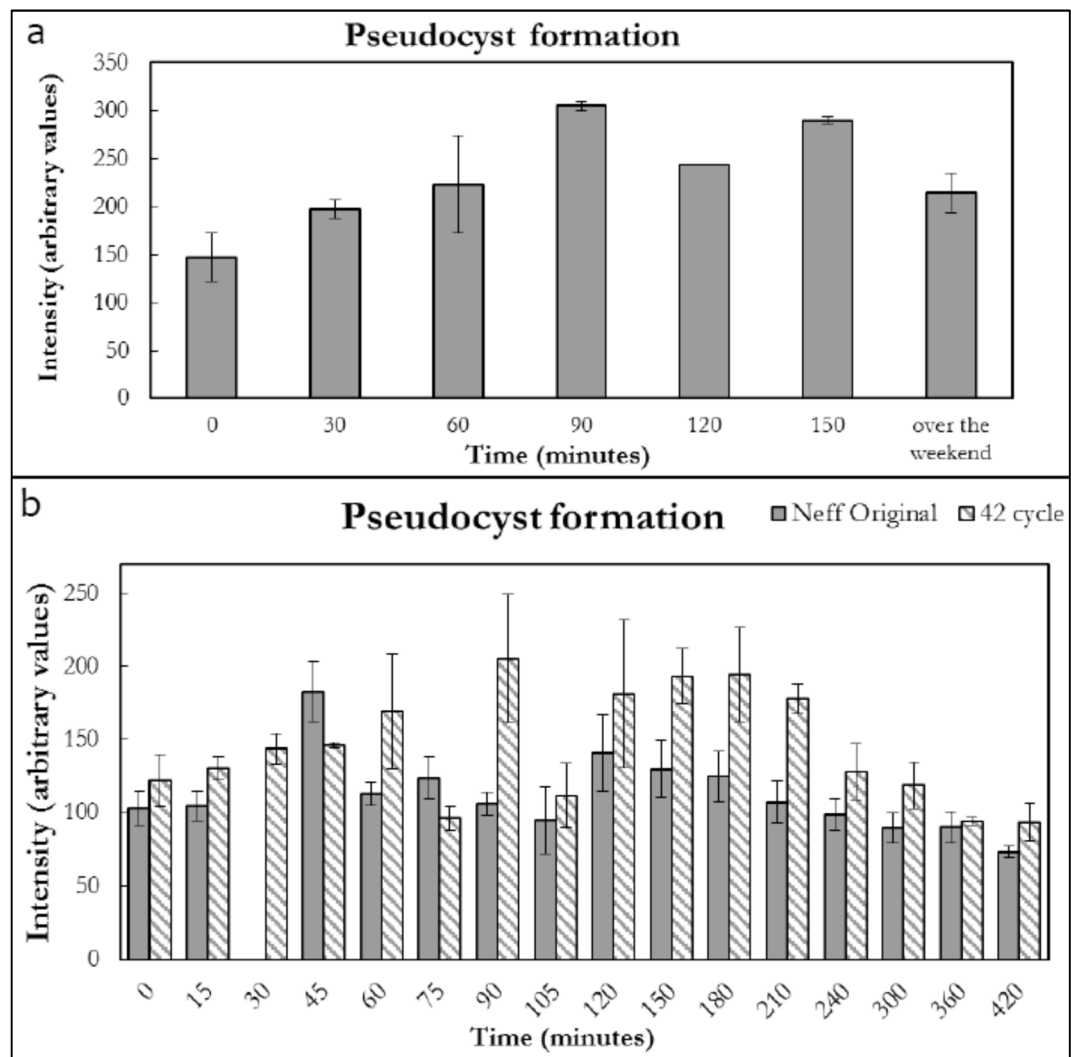 a
Pseudocyst formation
Intensity (arbitrary values)
350
300
250
200
150
100
50
0
0 30 60 90 120 150 over the
weekend
Time (minutes)
b
Pseudocyst formation
Neff Original 42 cycle
Intensity (arbitrary values)
250
200
150
100
50
0
0 15 30 45 60 75 90 105 120 150 180 210 240 300 360 420
Time (minutes)